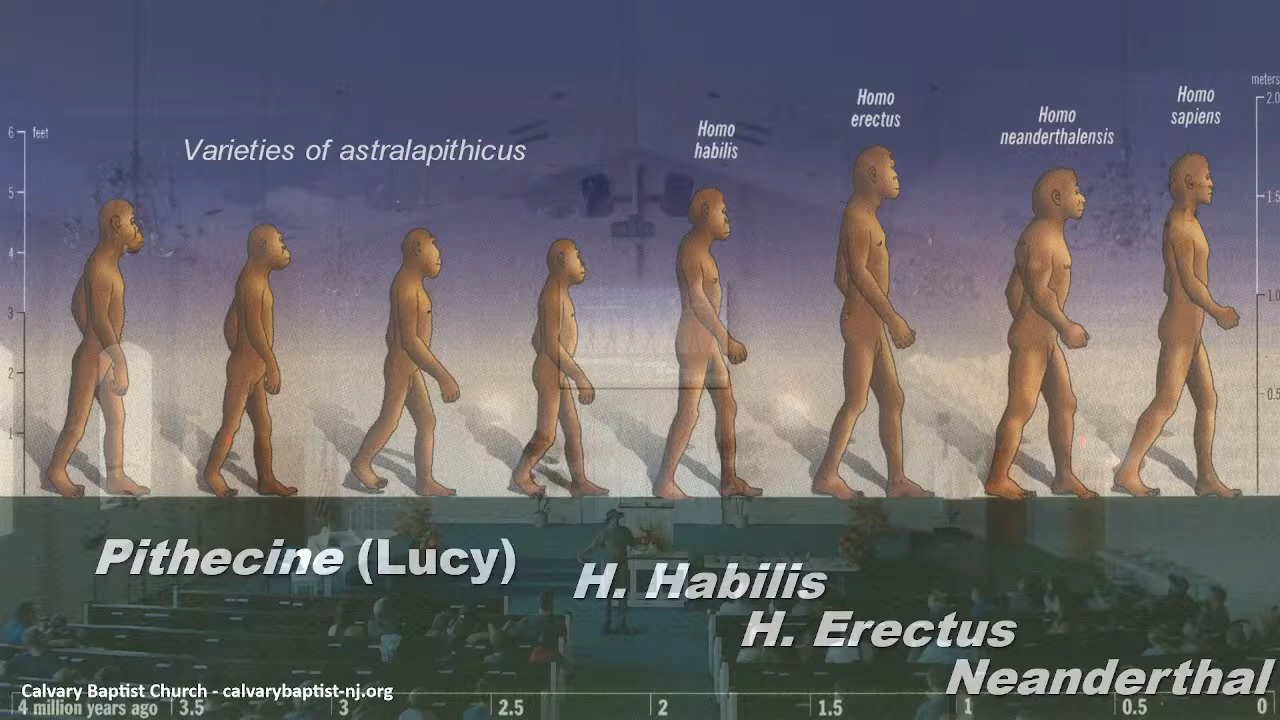 meters
2.0
Homo
erectus
Homo
neanderthalensis
Homo
sapiens
Homo
habilis
6 feet
Varieties of astralapithicus
5
1.5
4
3
1.0
2
0.5
1
Pithecine (Lucy)
H. Habilis
H. Erectus
Neanderthal
Calvary Baptist Church - calvarybaptist-nj.org
4 million years ago 3.5 3 2.5 2 1.5 1 0.5 0